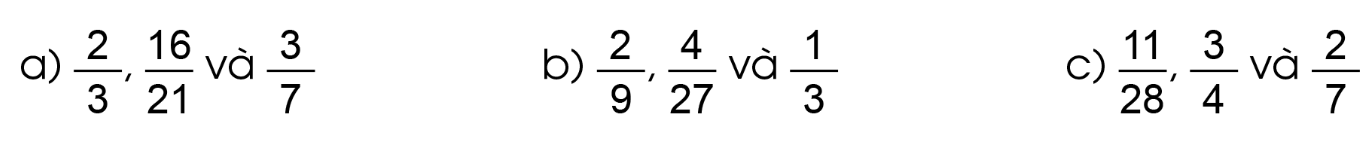 a) 2/3, 16/21 và 3/7 b) 2/9, 4/27 và 1/3 c) 11/28, 3/4 và 2/7